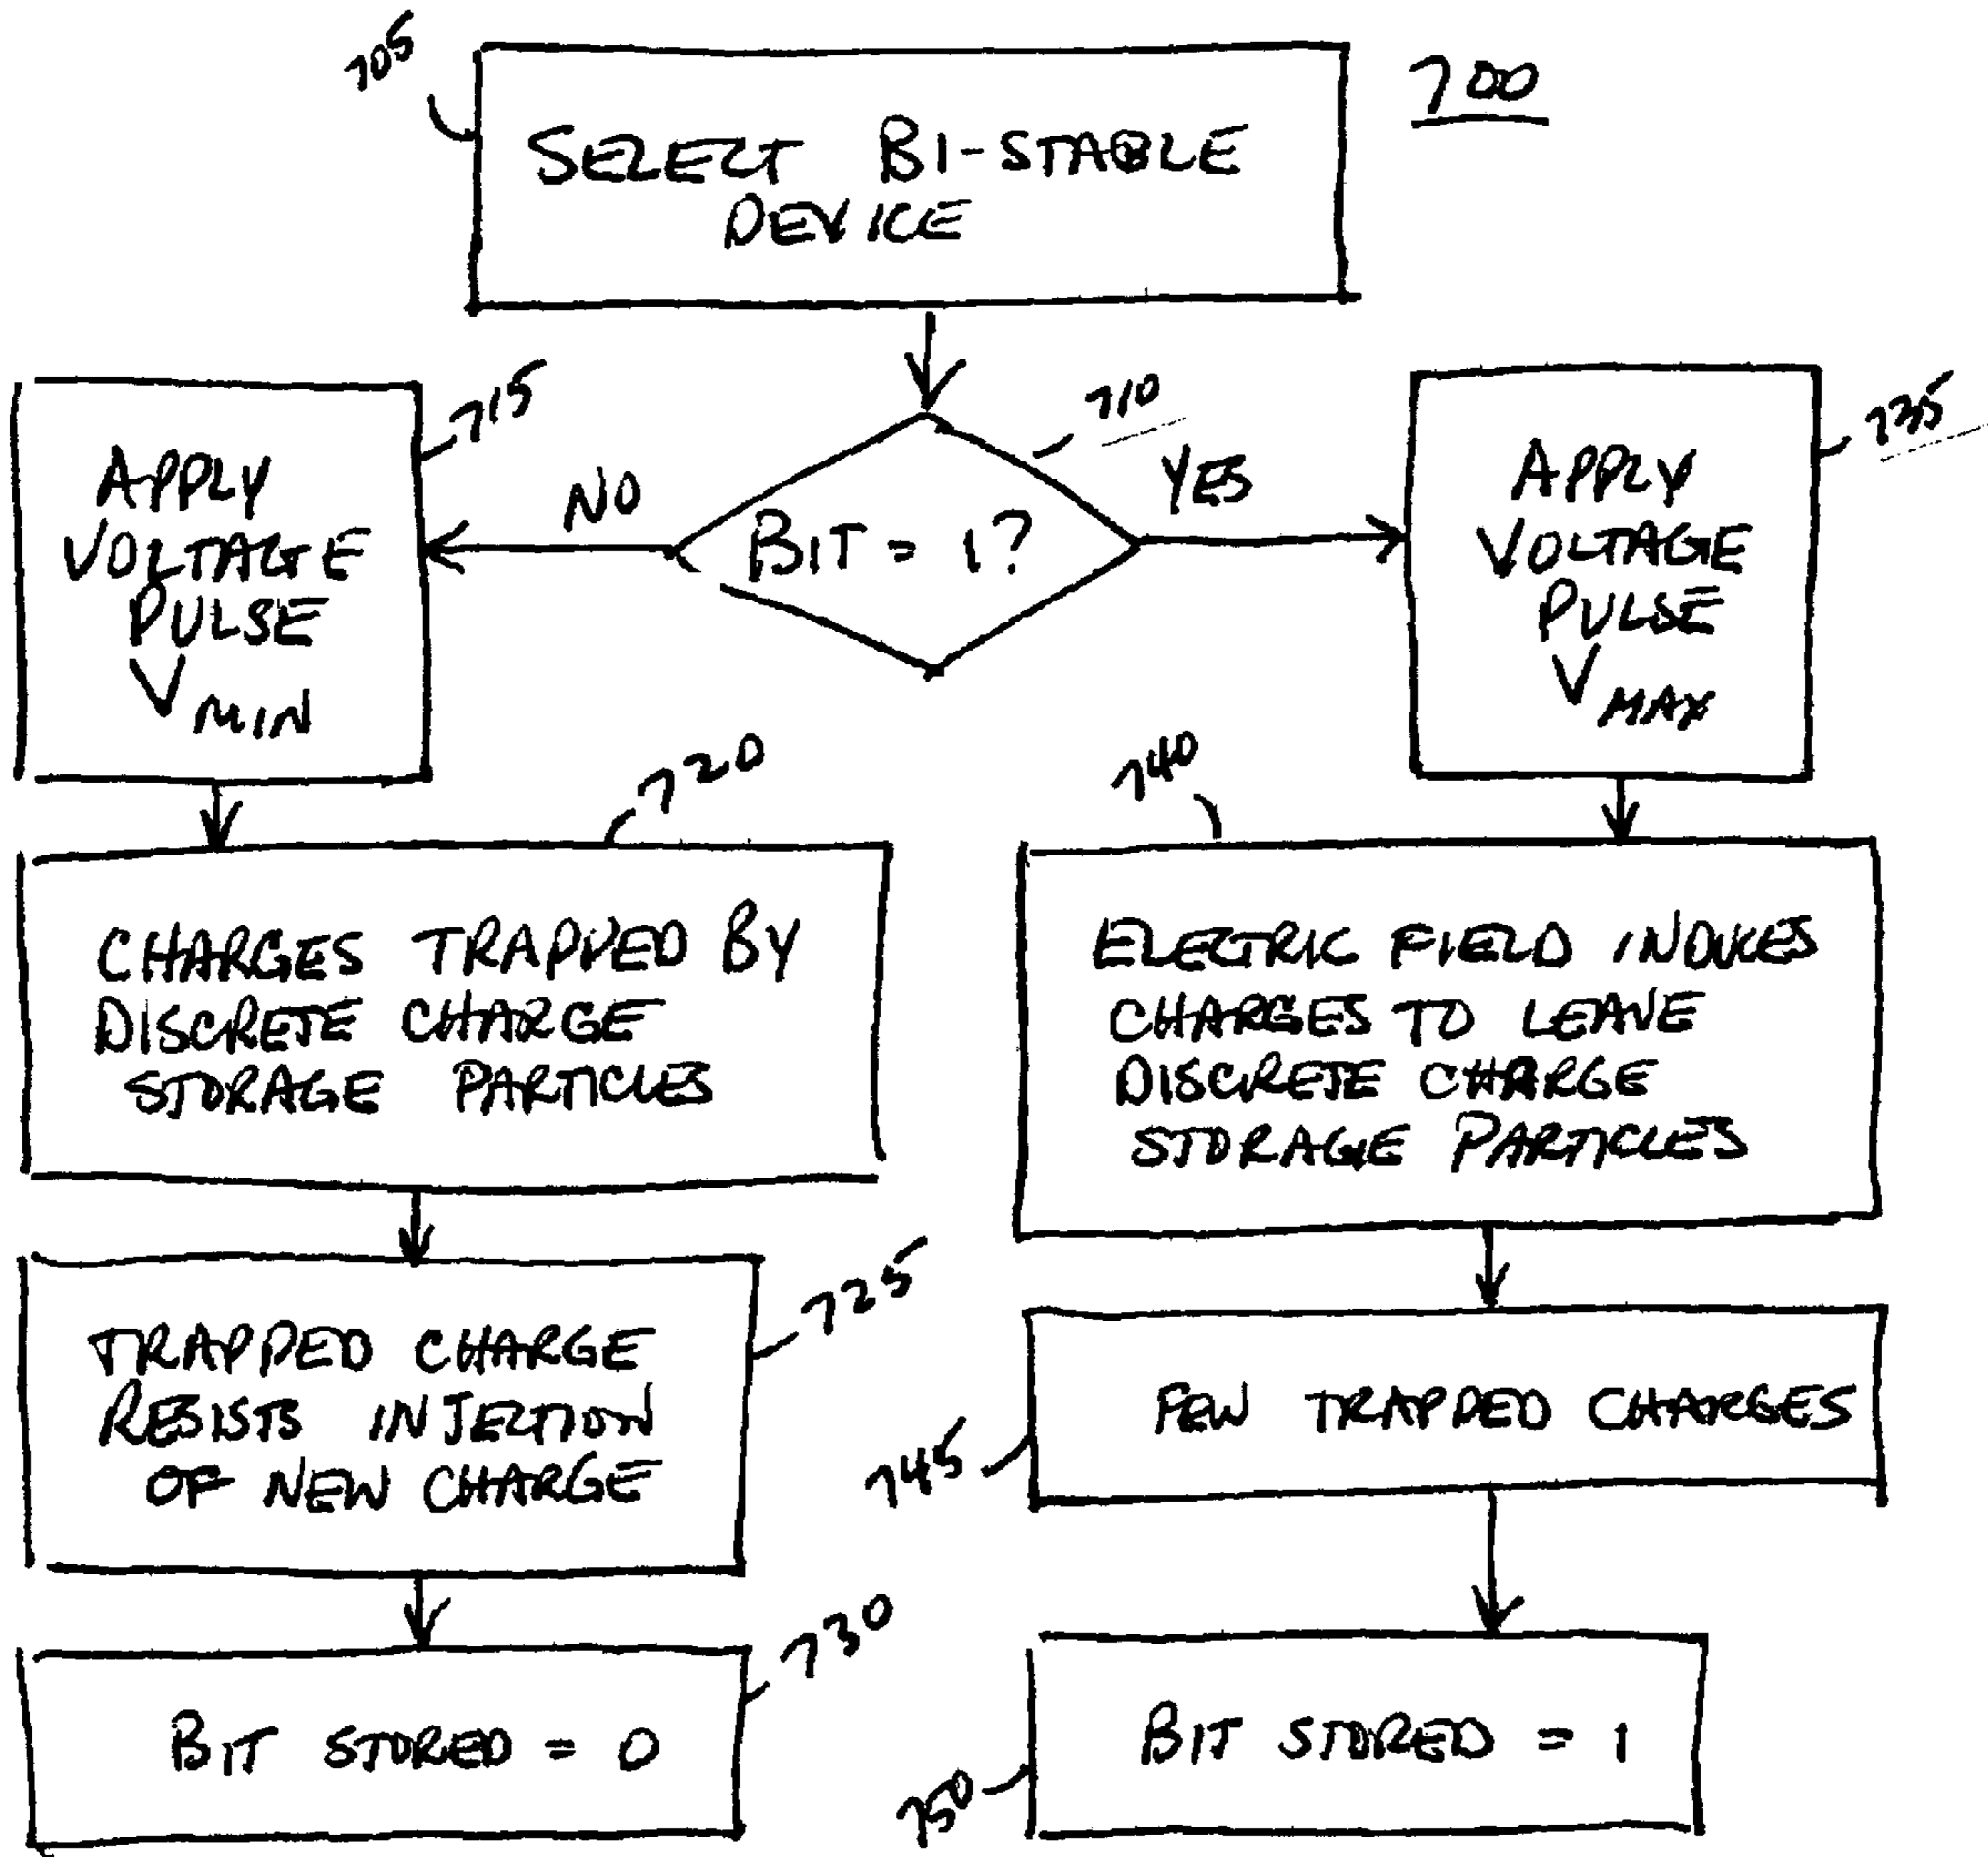 705
700
SELECT BI-STABLE
DEVICE
715
710
735
NO
YES
BIT = 1?
APPLY
VOLTAGE
PULSE
VMIN
APPLY
VOLTAGE
PULSE
VMAX
720
740
CHARGES TRAPPED BY
DISCRETE CHARGE
STORAGE PARTICLES
ELECTRIC FIELD INDUCES
CHARGES TO LEAVE
DISCRETE CHARGE
STORAGE PARTICLES
725
TRAPPED CHARGE
RESISTS INJECTION
OF NEW CHARGE
745
FEW TRAPPED CHARGES
730
BIT STORED = 0
750
BIT STORED = 1